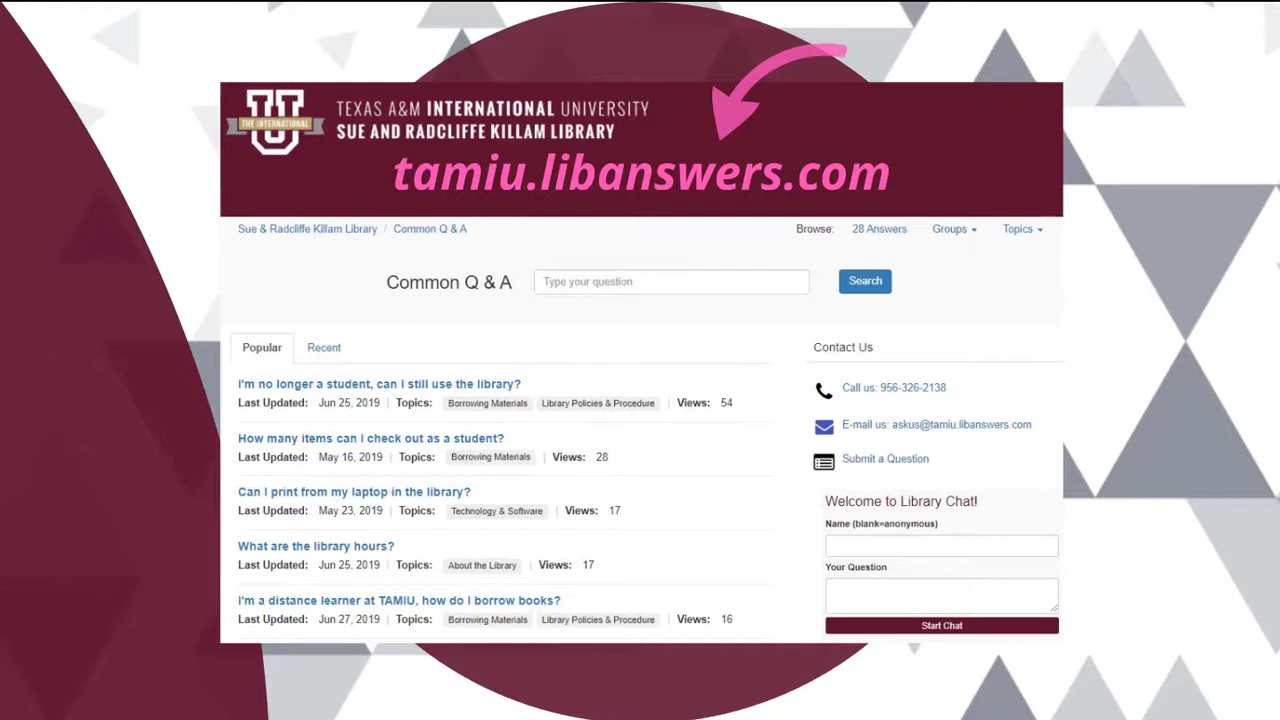 THE INTERNATIONAL
TEXAS A&M INTERNATIONAL UNIVERSITY
SUE AND RADCLIFFE KILLAM LIBRARY
tamiu.libanswers.com
Sue & Radcliffe Killam Library / Common Q & A
Browse: 28 Answers Groups Topics
Common Q & A Type your question Search
Popular Recent
I'm no longer a student, can I still use the library?
Last Updated: Jun 25, 2019 | Topics: Borrowing Materials Library Policies & Procedure | Views: 54
How many items can I check out as a student?
Last Updated: May 16, 2019 | Topics: Borrowing Materials | Views: 28
Can I print from my laptop in the library?
Last Updated: May 23, 2019 | Topics: Technology & Software | Views: 17
What are the library hours?
Last Updated: Jun 25, 2019 | Topics: About the Library | Views: 17
I'm a distance learner at TAMIU, how do I borrow books?
Last Updated: Jun 27, 2019 | Topics: Borrowing Materials Library Policies & Procedure | Views: 16
Contact Us
Call us: 956-326-2138
E-mail us: askus@tamiu.libanswers.com
Submit a Question
Welcome to Library Chat!
Name (blank=anonymous)
Your Question
Start Chat